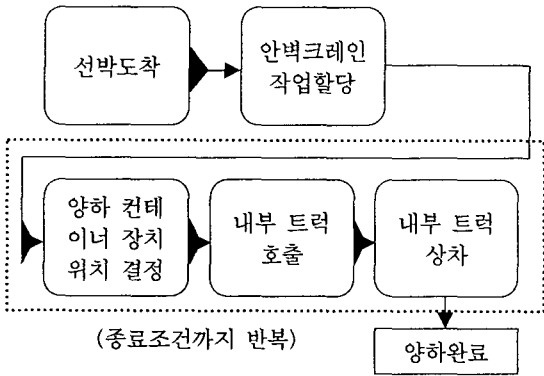 선박도착
안벽크레인
작업할당
양하 컨테
이너 장치
위치 결정
내부 트럭
호출
내부 트럭
상차
(종료조건까지 반복)
양하완료